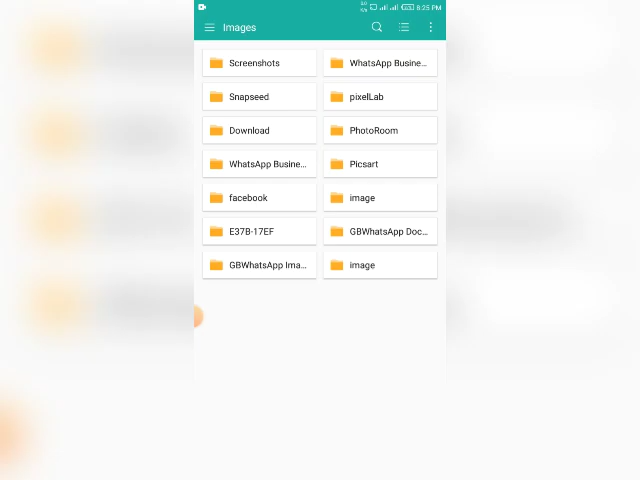 8:25 PM
Images
Screenshots
WhatsApp Busine...
Snapseed
pixelLab
Download
PhotoRoom
WhatsApp Busine...
Picsart
facebook
image
E37B-17EF
GBWhatsApp Doc...
GBWhatsApp Ima...
image